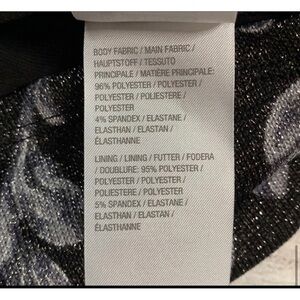 BODY FABRIC / MAIN FABRIC /
HAUPTSTOFF / TESSUTO
PRINCIPALE / MATIÈRE PRINCIPALE:
96% POLYESTER / POLYESTER /
POLYESTER / POLIESTERE /
POLYESTER
4% SPANDEX / ELASTANE /
ELASTHAN / ELASTAN /
ÉLASTHANNE
LINING / LINING / FUTTER / FODERA
/ DOUBLURE: 95% POLYESTER /
POLYESTER / POLYESTER /
POLIESTERE / POLYESTER
5% SPANDEX / ELASTANE /
ELASTHAN / ELASTAN /
ÉLASTHANNE